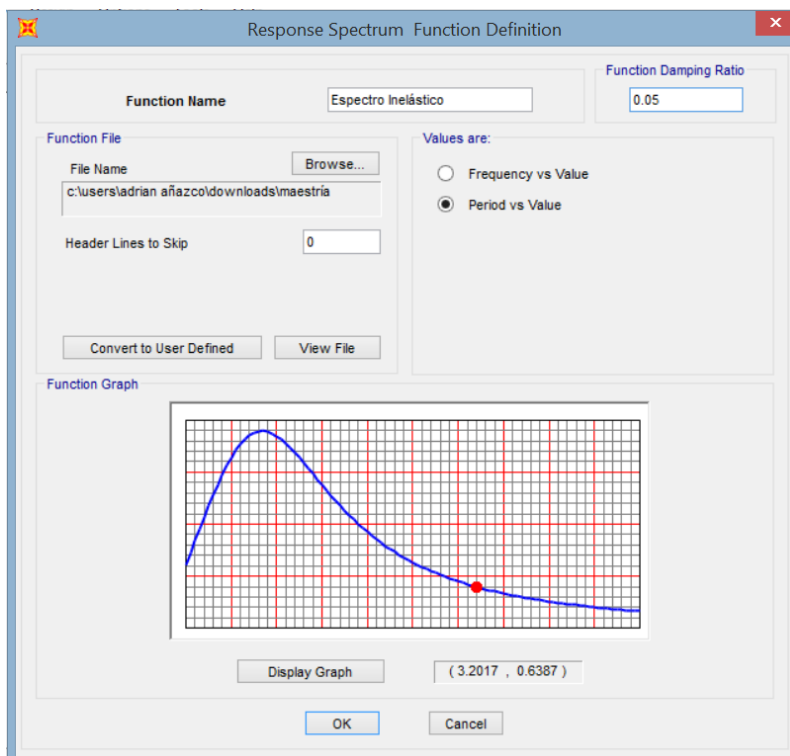 Response Spectrum Function Definition
Function Name
Espectro Inelástico
Function Damping Ratio
0.05
Function File
File Name
Browse...
c:\users\adrian añazco\downloads\maestría
Header Lines to Skip
0
Convert to User Defined
View File
Values are:
Frequency vs Value
Period vs Value
Function Graph
Display Graph
( 3.2017 , 0.6387 )
OK
Cancel